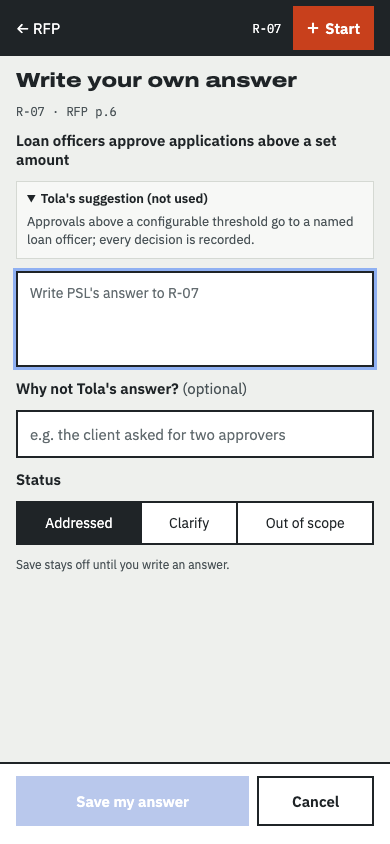 ← RFP
R-07
+ Start
Write your own answer
R-07 · RFP p.6
Loan officers approve applications above a set
amount
▼ Tola's suggestion (not used)
Approvals above a configurable threshold go to a named
loan officer; every decision is recorded.
Write PSL's answer to R-07
Why not Tola's answer? (optional)
e.g. the client asked for two approvers
Status
Addressed
Clarify
Out of scope
Save stays off until you write an answer.
Save my answer
Cancel